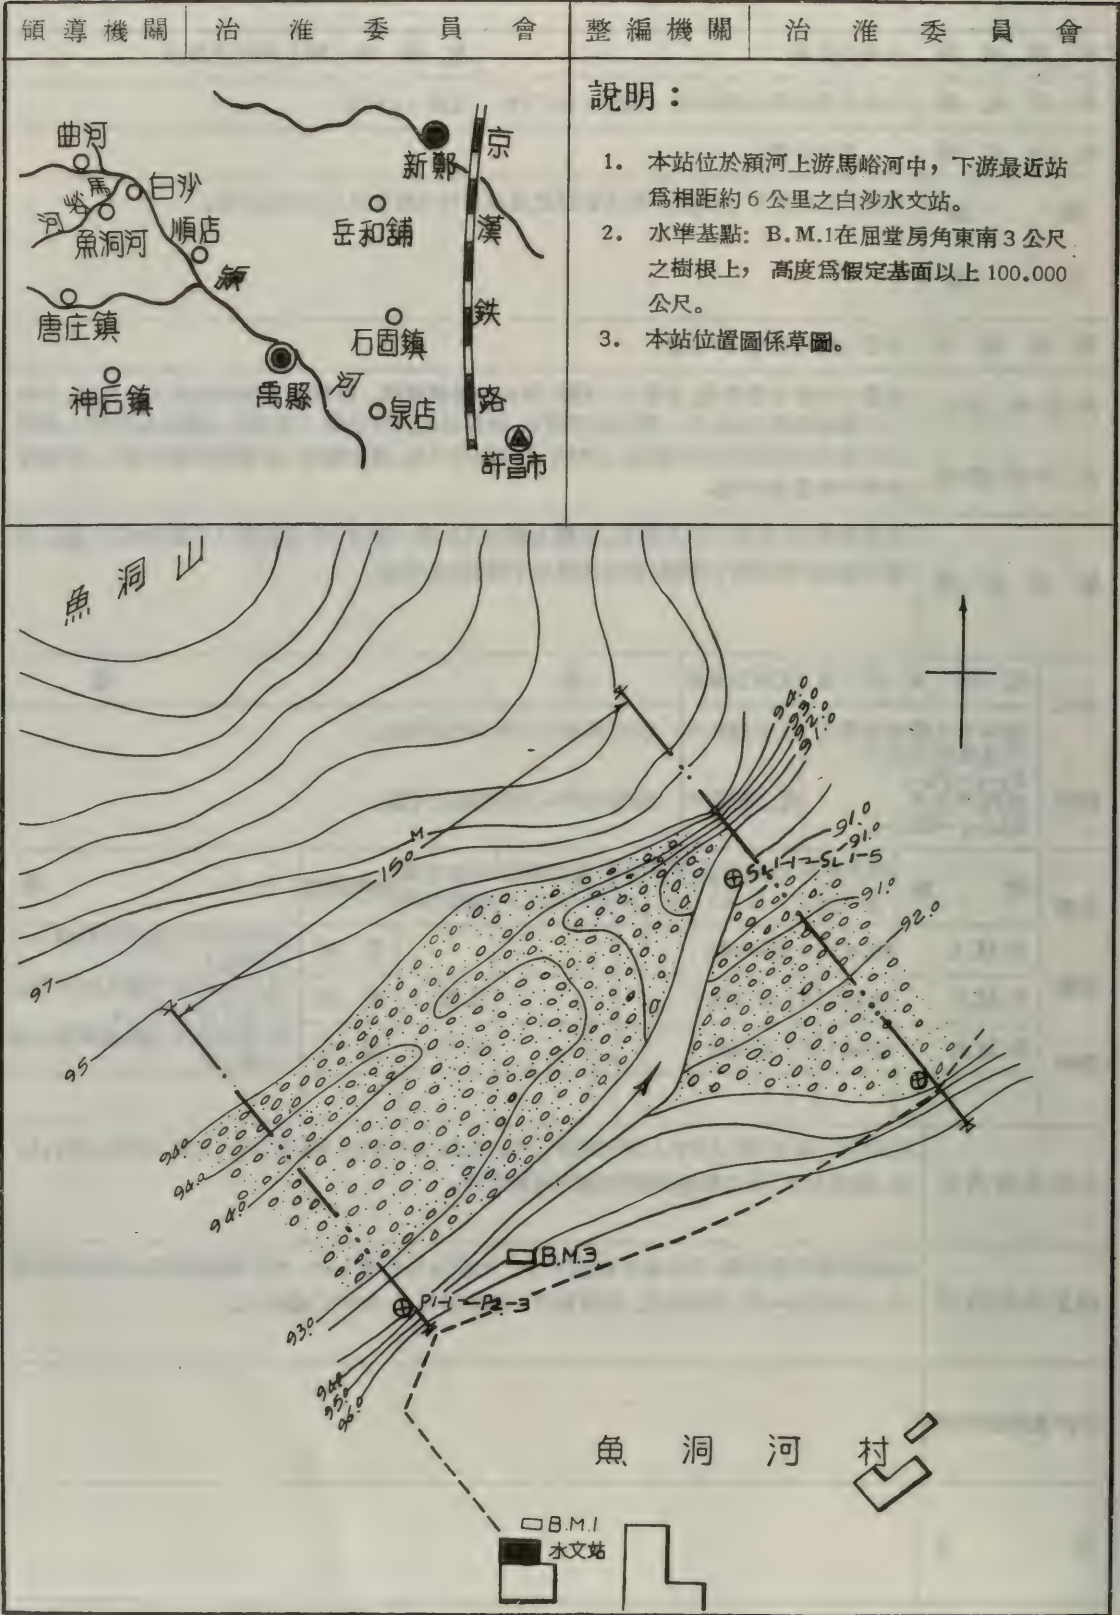 領導機關 治淮委員會 整編機關 治淮委員會
說明：
1. 本站位於潁河上游馬峪河中，下游最近站
爲相距約6公里之白沙水文站。
2. 水準基點：B.M.1在屈堂房角東南3公尺
之樹根上，高度爲假定基面以上100.000
公尺。
3. 本站位置圖係草圖。
曲河
白沙
馬峪河
魚洞河
順店
潁河
唐庄鎮
神后鎮
禹縣
新鄭
岳和舖
石固鎮
泉店
許昌市
京漢鉄路
魚洞山
94.0
93.0
92.0
91.0
91.0
91.0
SL1-1－SL1-5
91.0
92.0
150 M
97
95
94.0
94.0
94.0
B.M.3
P1-1－P2-3
93.0
94.0
95.0
96.0
魚洞河村
B.M.1
水文站